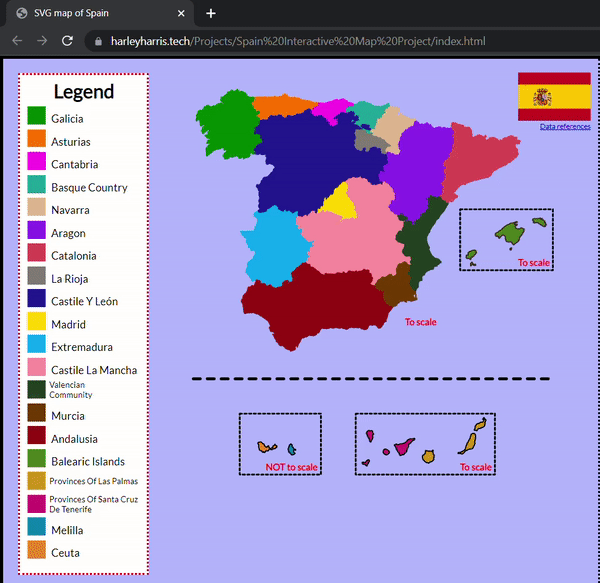 SVG map of Spain
harleyharris.tech/Projects/Spain%20Interactive%20Map%20Project/index.html
Legend
Galicia
Asturias
Cantabria
Basque Country
Navarra
Aragon
Catalonia
La Rioja
Castile Y León
Madrid
Extremadura
Castile La Mancha
Valencian
Community
Murcia
Andalusia
Balearic Islands
Provinces Of Las Palmas
Provinces Of Santa Cruz
De Tenerife
Melilla
Ceuta
Data references
To scale
To scale
NOT to scale
To scale